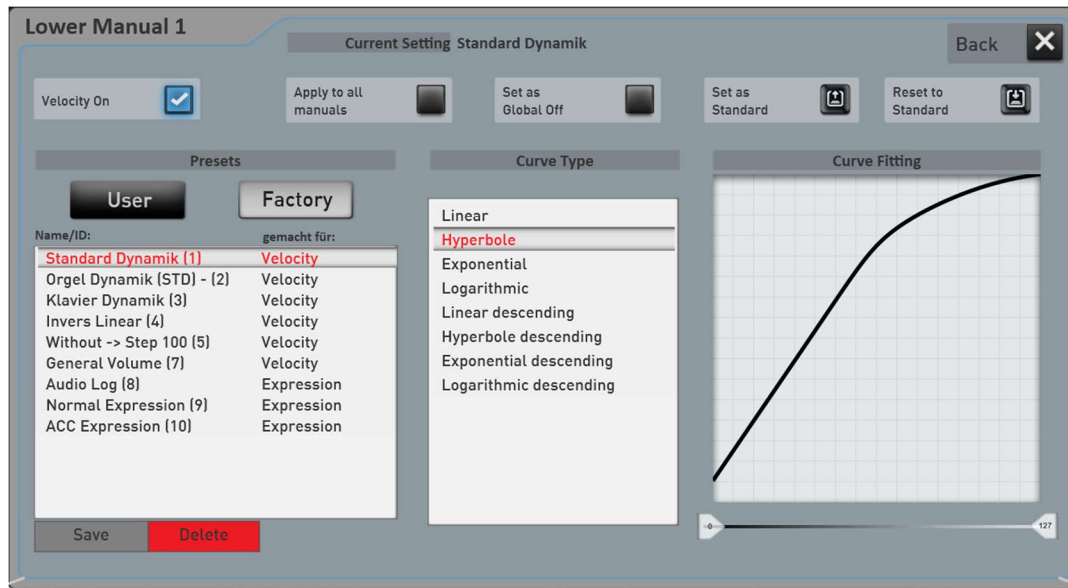 Lower Manual 1
Current Setting Standard Dynamik
Back
Velocity On
Apply to all
manuals
Set as
Global Off
Set as
Standard
Reset to
Standard
Presets
User
Factory
Name/ID:
gemacht für:
Standard Dynamik (1) Velocity
Orgel Dynamik (STD) - (2) Velocity
Klavier Dynamik (3) Velocity
Invers Linear (4) Velocity
Without -> Step 100 (5) Velocity
General Volume (7) Velocity
Audio Log (8) Expression
Normal Expression (9) Expression
ACC Expression (10) Expression
Save
Delete
Curve Type
Linear
Hyperbole
Exponential
Logarithmic
Linear descending
Hyperbole descending
Exponential descending
Logarithmic descending
Curve Fitting
0
127